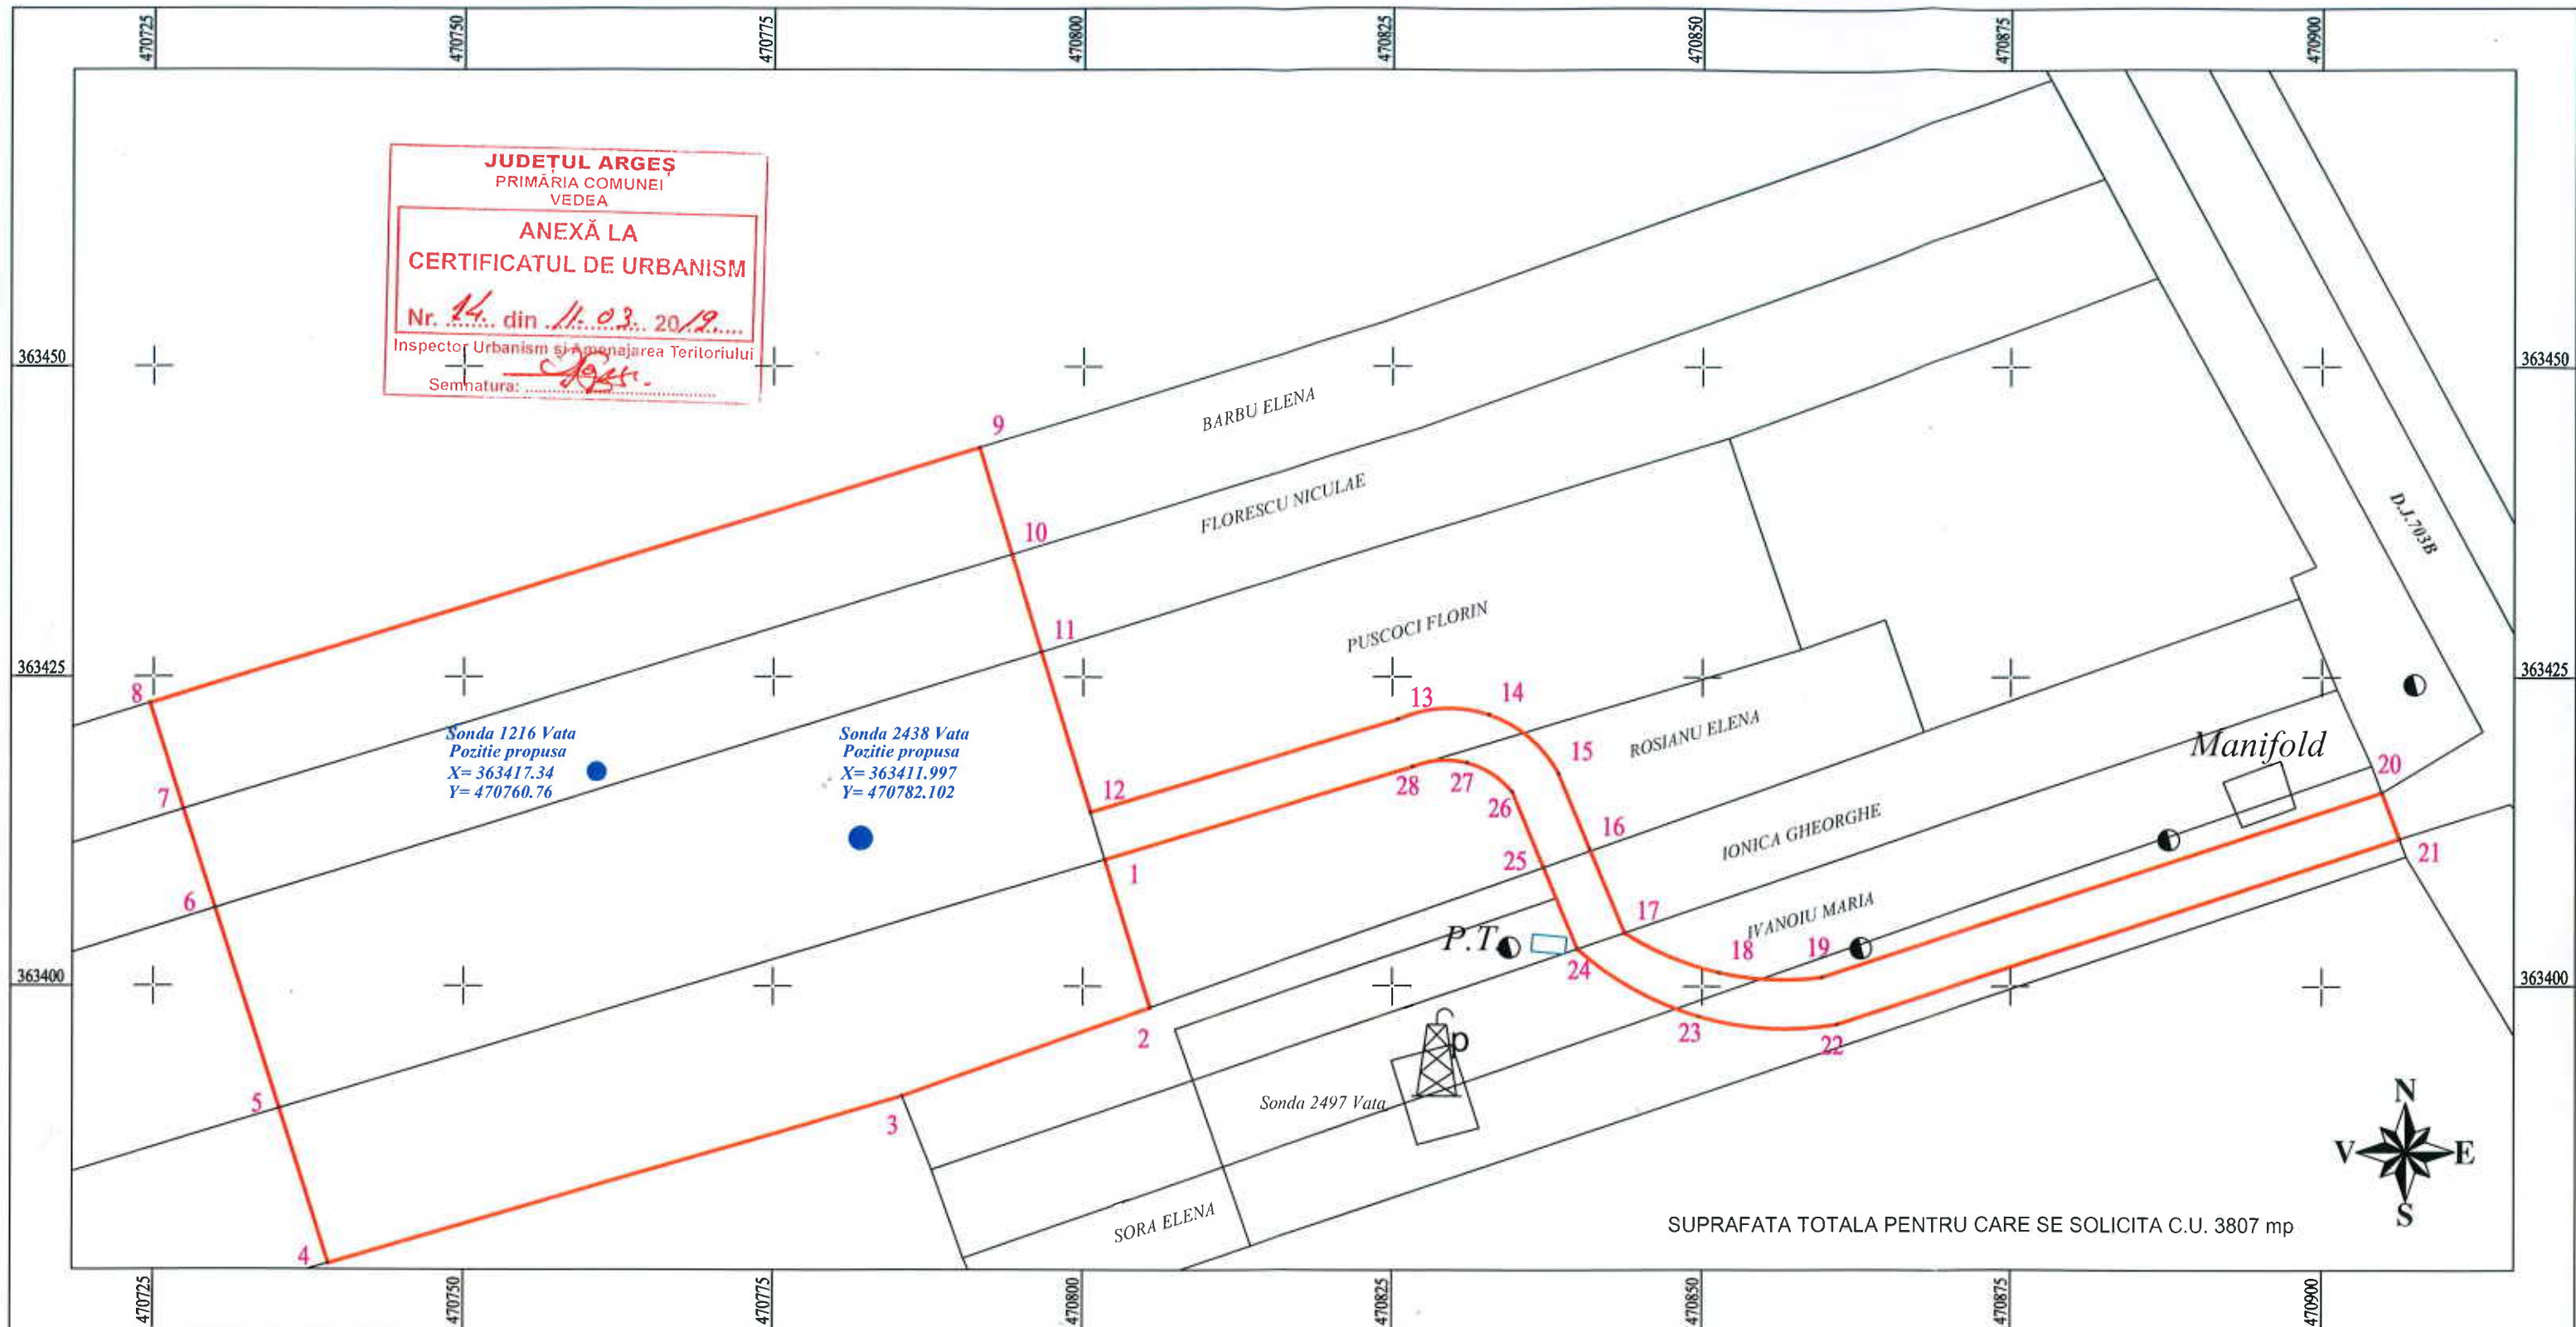 470725
470750
470775
470800
470825
470850
470875
470900
JUDEȚUL ARGEȘ
PRIMĂRIA COMUNEI
VEDEA
ANEXĂ LA
CERTIFICATUL DE URBANISM
Nr. 14. din 11.03. 2019
Inspector Urbanism și Amenajarea Teritoriului
Semnatura:
363450
363450
9
BARBU ELENA
10
FLORESCU NICULAE
D.J.703B
11
PUSCOCI FLORIN
363425
363425
8
13
14
Sonda 1216 Vata
Pozitie propusa
X= 363417.34
Y= 470760.76
Sonda 2438 Vata
Pozitie propusa
X= 363411.997
Y= 470782.102
15
ROSIANU ELENA
Manifold
20
7
12
28
27
26
16
IONICA GHEORGHE
21
1
25
6
17
IVANOIU MARIA
P.T.
18
19
24
363400
363400
2
23
22
p
5
3
Sonda 2497 Vata
N
V
E
S
SORA ELENA
SUPRAFATA TOTALA PENTRU CARE SE SOLICITA C.U. 3807 mp
4
470725
470750
470775
470800
470825
470850
470875
470900